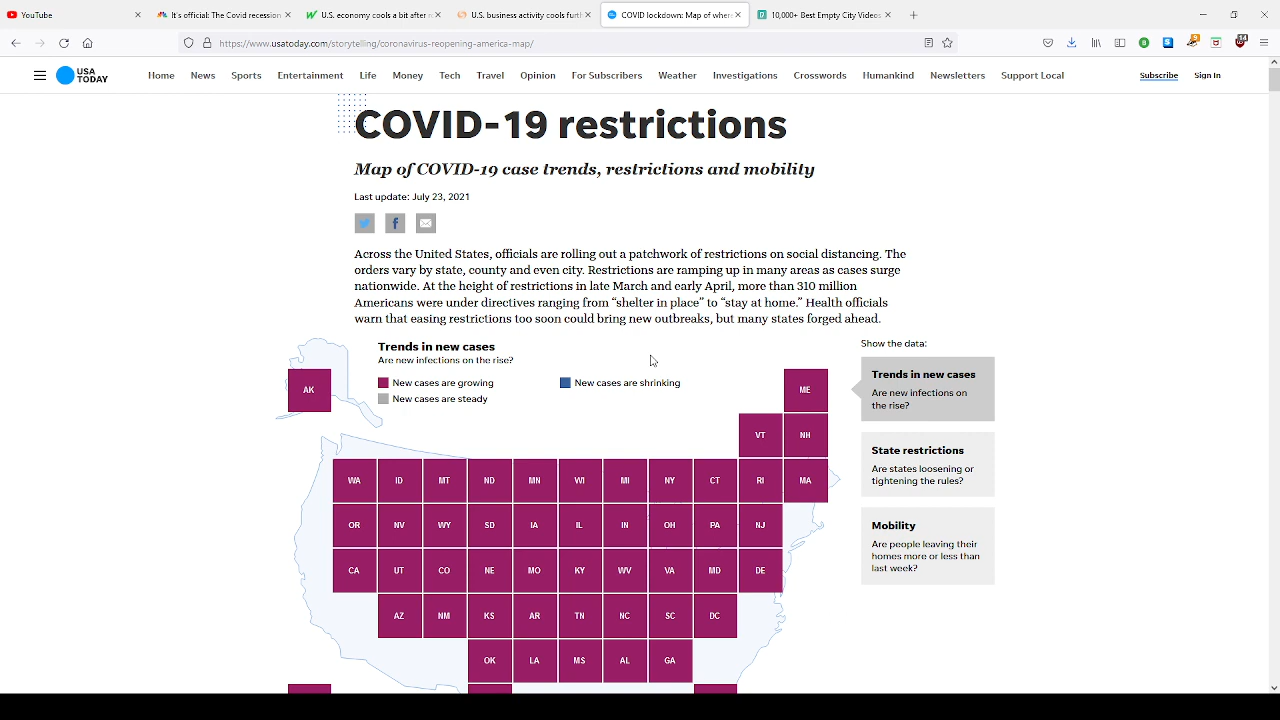 YouTube
It's official: The Covid recession
U.S. economy cools a bit after r
U.S. business activity cools furt
COVID lockdown: Map of wher
10,000+ Best Empty City Videos
https://www.usatoday.com/storytelling/coronavirus-reopening-america-map/
USA
TODAY
Home
News
Sports
Entertainment
Life
Money
Tech
Travel
Opinion
For Subscribers
Weather
Investigations
Crosswords
Humankind
Newsletters
Support Local
Subscribe
Sign In
COVID-19 restrictions
Map of COVID-19 case trends, restrictions and mobility
Last update: July 23, 2021
Across the United States, officials are rolling out a patchwork of restrictions on social distancing. The
orders vary by state, county and even city. Restrictions are ramping up in many areas as cases surge
nationwide. At the height of restrictions in late March and early April, more than 310 million
Americans were under directives ranging from “shelter in place” to “stay at home.” Health officials
warn that easing restrictions too soon could bring new outbreaks, but many states forged ahead.
Trends in new cases
Are new infections on the rise?
New cases are growing
New cases are shrinking
New cases are steady
AK
ME
VT NH
WA ID MT ND MN WI MI NY CT RI MA
OR NV WY SD IA IL IN OH PA NJ
CA UT CO NE MO KY WV VA MD DE
AZ NM KS AR TN NC SC DC
OK LA MS AL GA
Show the data:
Trends in new cases
Are new infections on
the rise?
State restrictions
Are states loosening or
tightening the rules?
Mobility
Are people leaving their
homes more or less than
last week?